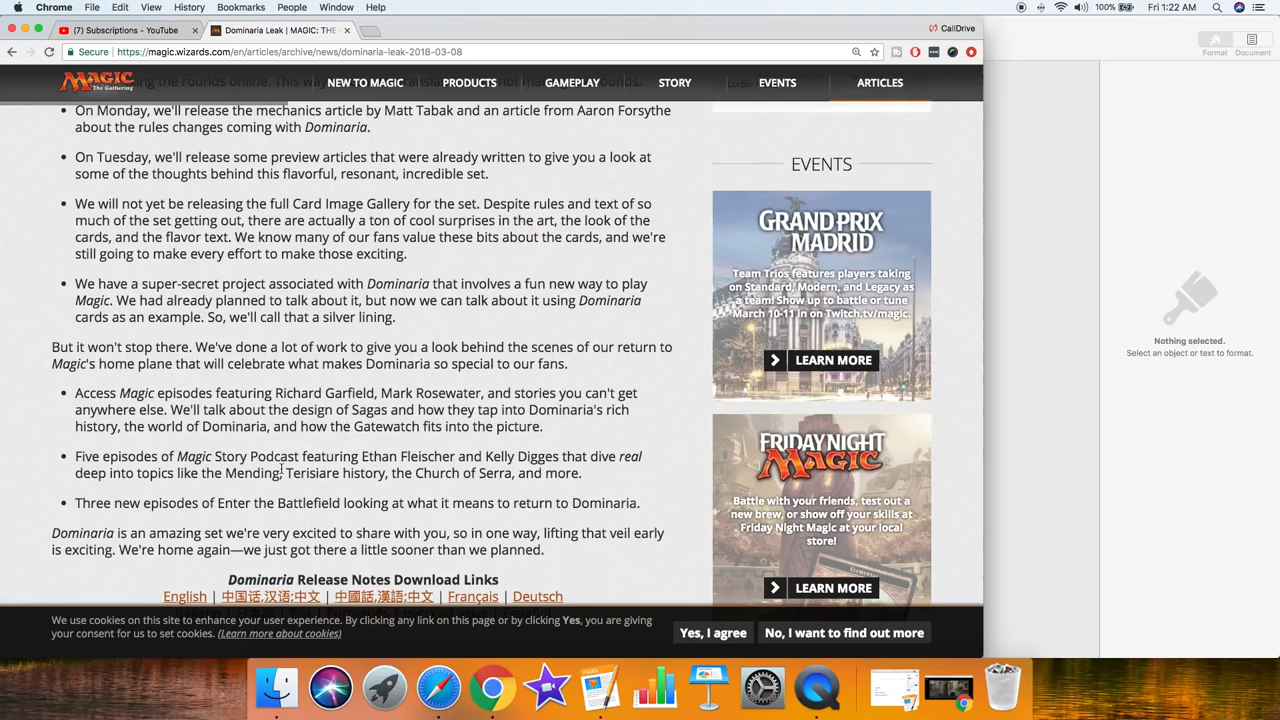 Chrome File Edit View History Bookmarks People Window Help
100% Fri 1:22 AM
(7) Subscriptions - YouTube
Dominaria Leak | MAGIC: THE
CaliDrive
Secure | https://magic.wizards.com/en/articles/archive/news/dominaria-leak-2018-03-08
Format Document
MAGIC
The Gathering
NEW TO MAGIC PRODUCTS GAMEPLAY STORY EVENTS ARTICLES
• On Monday, we'll release the mechanics article by Matt Tabak and an article from Aaron Forsythe
about the rules changes coming with Dominaria.
• On Tuesday, we'll release some preview articles that were already written to give you a look at
some of the thoughts behind this flavorful, resonant, incredible set.
• We will not yet be releasing the full Card Image Gallery for the set. Despite rules and text of so
much of the set getting out, there are actually a ton of cool surprises in the art, the look of the
cards, and the flavor text. We know many of our fans value these bits about the cards, and we're
still going to make every effort to make those exciting.
• We have a super-secret project associated with Dominaria that involves a fun new way to play
Magic. We had already planned to talk about it, but now we can talk about it using Dominaria
cards as an example. So, we'll call that a silver lining.
But it won't stop there. We've done a lot of work to give you a look behind the scenes of our return to
Magic's home plane that will celebrate what makes Dominaria so special to our fans.
• Access Magic episodes featuring Richard Garfield, Mark Rosewater, and stories you can't get
anywhere else. We'll talk about the design of Sagas and how they tap into Dominaria's rich
history, the world of Dominaria, and how the Gatewatch fits into the picture.
• Five episodes of Magic Story Podcast featuring Ethan Fleischer and Kelly Digges that dive real
deep into topics like the Mending, Terisiare history, the Church of Serra, and more.
• Three new episodes of Enter the Battlefield looking at what it means to return to Dominaria.
Dominaria is an amazing set we're very excited to share with you, so in one way, lifting that veil early
is exciting. We're home again—we just got there a little sooner than we planned.
Dominaria Release Notes Download Links
English | 中国话,汉语;中文 | 中國話,漢語;中文 | Français | Deutsch
EVENTS
GRAND PRIX
MADRID
Team Trios features players taking
on Standard, Modern, and Legacy as
a team! Show up to battle or tune
March 10-11 in on Twitch.tv/magic.
LEARN MORE
FRIDAY NIGHT
MAGIC
Battle with your friends, test out a
new brew, or show off your skills at
Friday Night Magic at your local
store!
LEARN MORE
We use cookies on this site to enhance your user experience. By clicking any link on this page or by clicking Yes, you are giving
your consent for us to set cookies. (Learn more about cookies)
Yes, I agree
No, I want to find out more
Nothing selected.
Select an object or text to format.